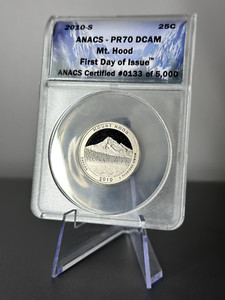 2010-S 25C
ANACS - PR70 DCAM
Mt. Hood
First Day of Issue™
ANACS Certified #0133 of 5,000
MOUNT HOOD
2010